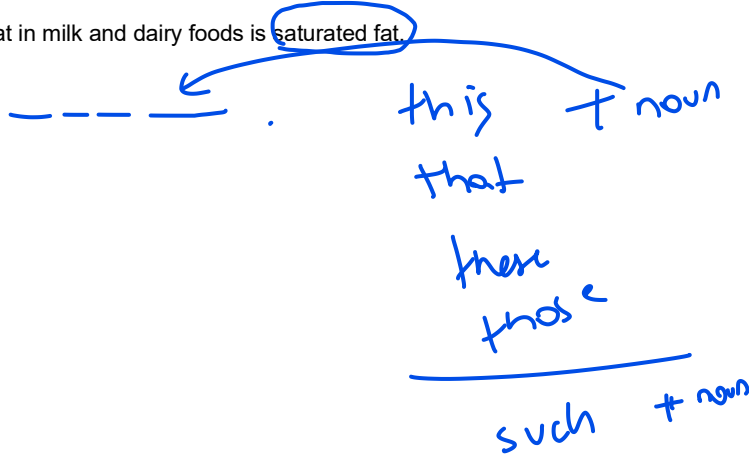 at in milk and dairy foods is saturated fat.
this + noun
that
these
those
such + noun